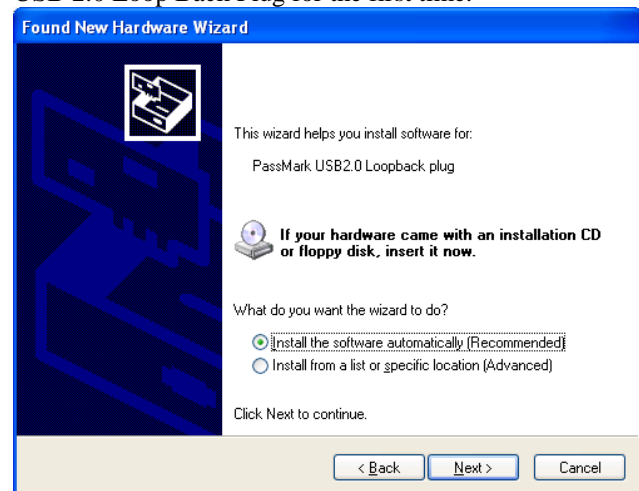 USB 2.0 Loop Back Plug for the first time.
Found New Hardware Wizard
This wizard helps you install software for:
PassMark USB2.0 Loopback plug
If your hardware came with an installation CD
or floppy disk, insert it now.
What do you want the wizard to do?
Install the software automatically (Recommended)
Install from a list or specific location (Advanced)
Click Next to continue.
< Back Next > Cancel